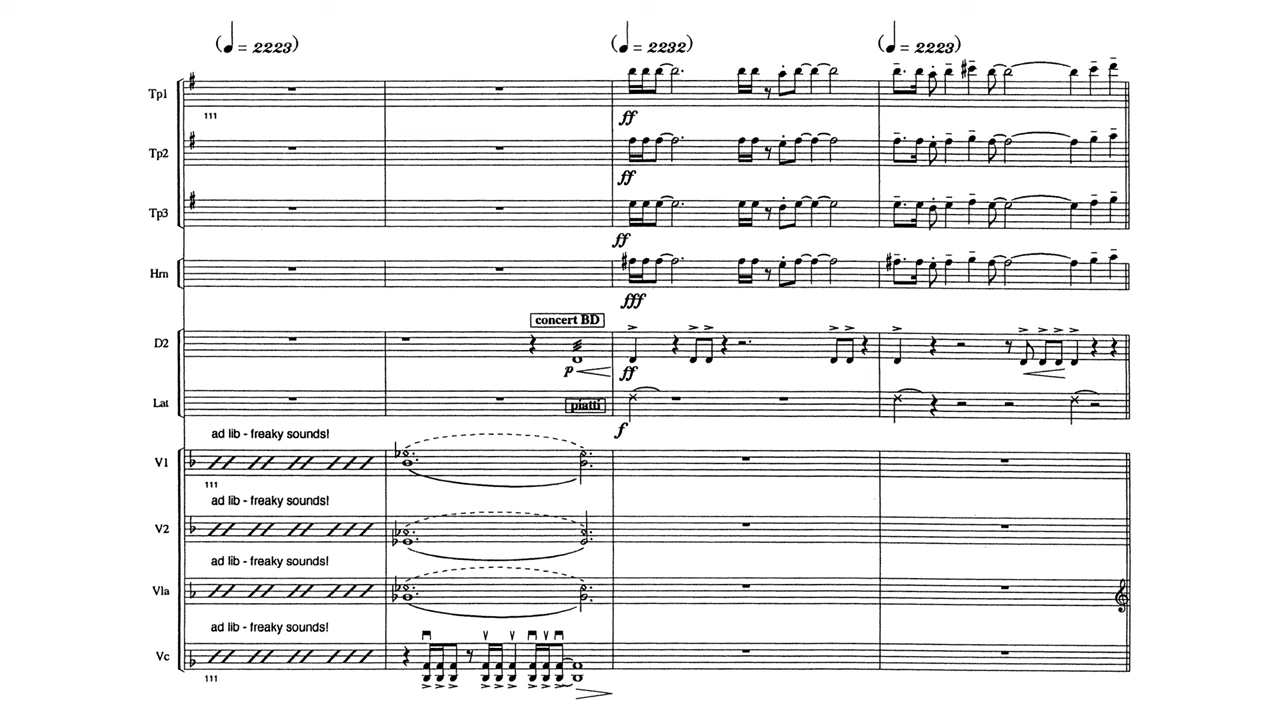 (♩ = 2223) (♩ = 2232) (♩ = 2223)
Tp1
111
ff
Tp2
ff
Tp3
ff
Hrn
fff
concert BD
D2
p ff
Lat
piatti
f
ad lib - freaky sounds!
V1
111
ad lib - freaky sounds!
V2
ad lib - freaky sounds!
Vla
ad lib - freaky sounds!
Vc
111